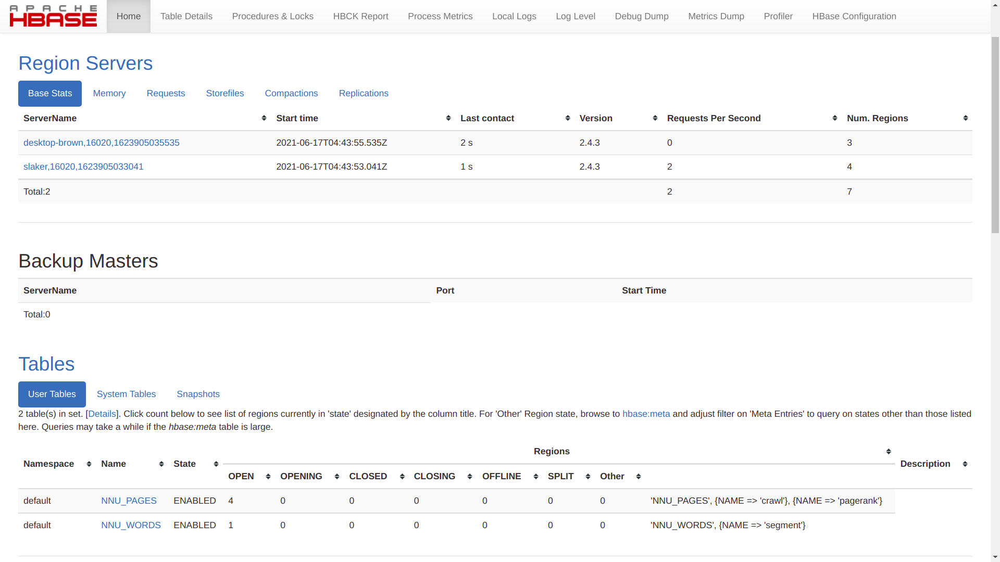 APACHE
HBASE
Home Table Details Procedures & Locks HBCK Report Process Metrics Local Logs Log Level Debug Dump Metrics Dump Profiler HBase Configuration
Region Servers
Base Stats Memory Requests Storefiles Compactions Replications
ServerName Start time Last contact Version Requests Per Second Num. Regions
desktop-brown,16020,1623905035535 2021-06-17T04:43:55.535Z 2 s 2.4.3 0 3
slaker,16020,1623905033041 2021-06-17T04:43:53.041Z 1 s 2.4.3 2 4
Total:2 2 7
Backup Masters
ServerName Port Start Time
Total:0
Tables
User Tables System Tables Snapshots
2 table(s) in set. [Details]. Click count below to see list of regions currently in 'state' designated by the column title. For 'Other' Region state, browse to hbase:meta and adjust filter on 'Meta Entries' to query on states other than those listed
here. Queries may take a while if the hbase:meta table is large.
Regions
Namespace Name State Description
OPEN OPENING CLOSED CLOSING OFFLINE SPLIT Other
default NNU_PAGES ENABLED 4 0 0 0 0 0 0 'NNU_PAGES', {NAME => 'crawl'}, {NAME => 'pagerank'}
default NNU_WORDS ENABLED 1 0 0 0 0 0 0 'NNU_WORDS', {NAME => 'segment'}